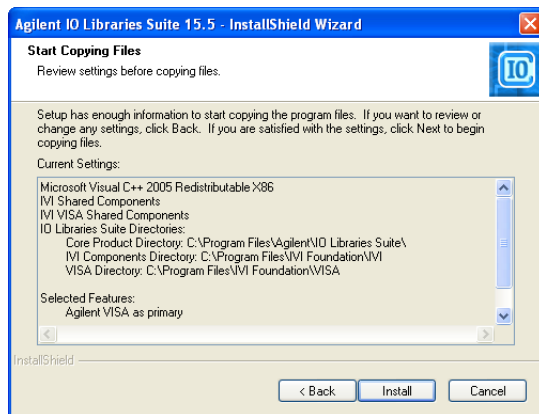 Agilent IO Libraries Suite 15.5 - InstallShield Wizard
Start Copying Files
Review settings before copying files.
IO
Setup has enough information to start copying the program files. If you want to review or
change any settings, click Back. If you are satisfied with the settings, click Next to begin
copying files.
Current Settings:
Microsoft Visual C++ 2005 Redistributable X86
IVI Shared Components
IVI VISA Shared Components
IO Libraries Suite Directories:
Core Product Directory: C:\Program Files\Agilent\IO Libraries Suite\
IVI Components Directory: C:\Program Files\IVI Foundation\IVI
VISA Directory: C:\Program Files\IVI Foundation\VISA
Selected Features:
Agilent VISA as primary
InstallShield
< Back
Install
Cancel